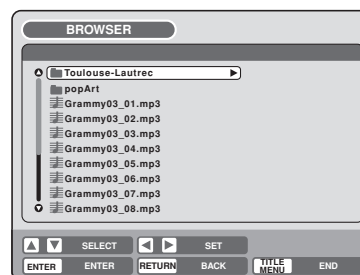 BROWSER
Toulouse-Lautrec
popArt
Grammy03_01.mp3
Grammy03_02.mp3
Grammy03_03.mp3
Grammy03_04.mp3
Grammy03_05.mp3
Grammy03_06.mp3
Grammy03_07.mp3
Grammy03_08.mp3
SELECT SET
ENTER ENTER RETURN BACK TITLE MENU END